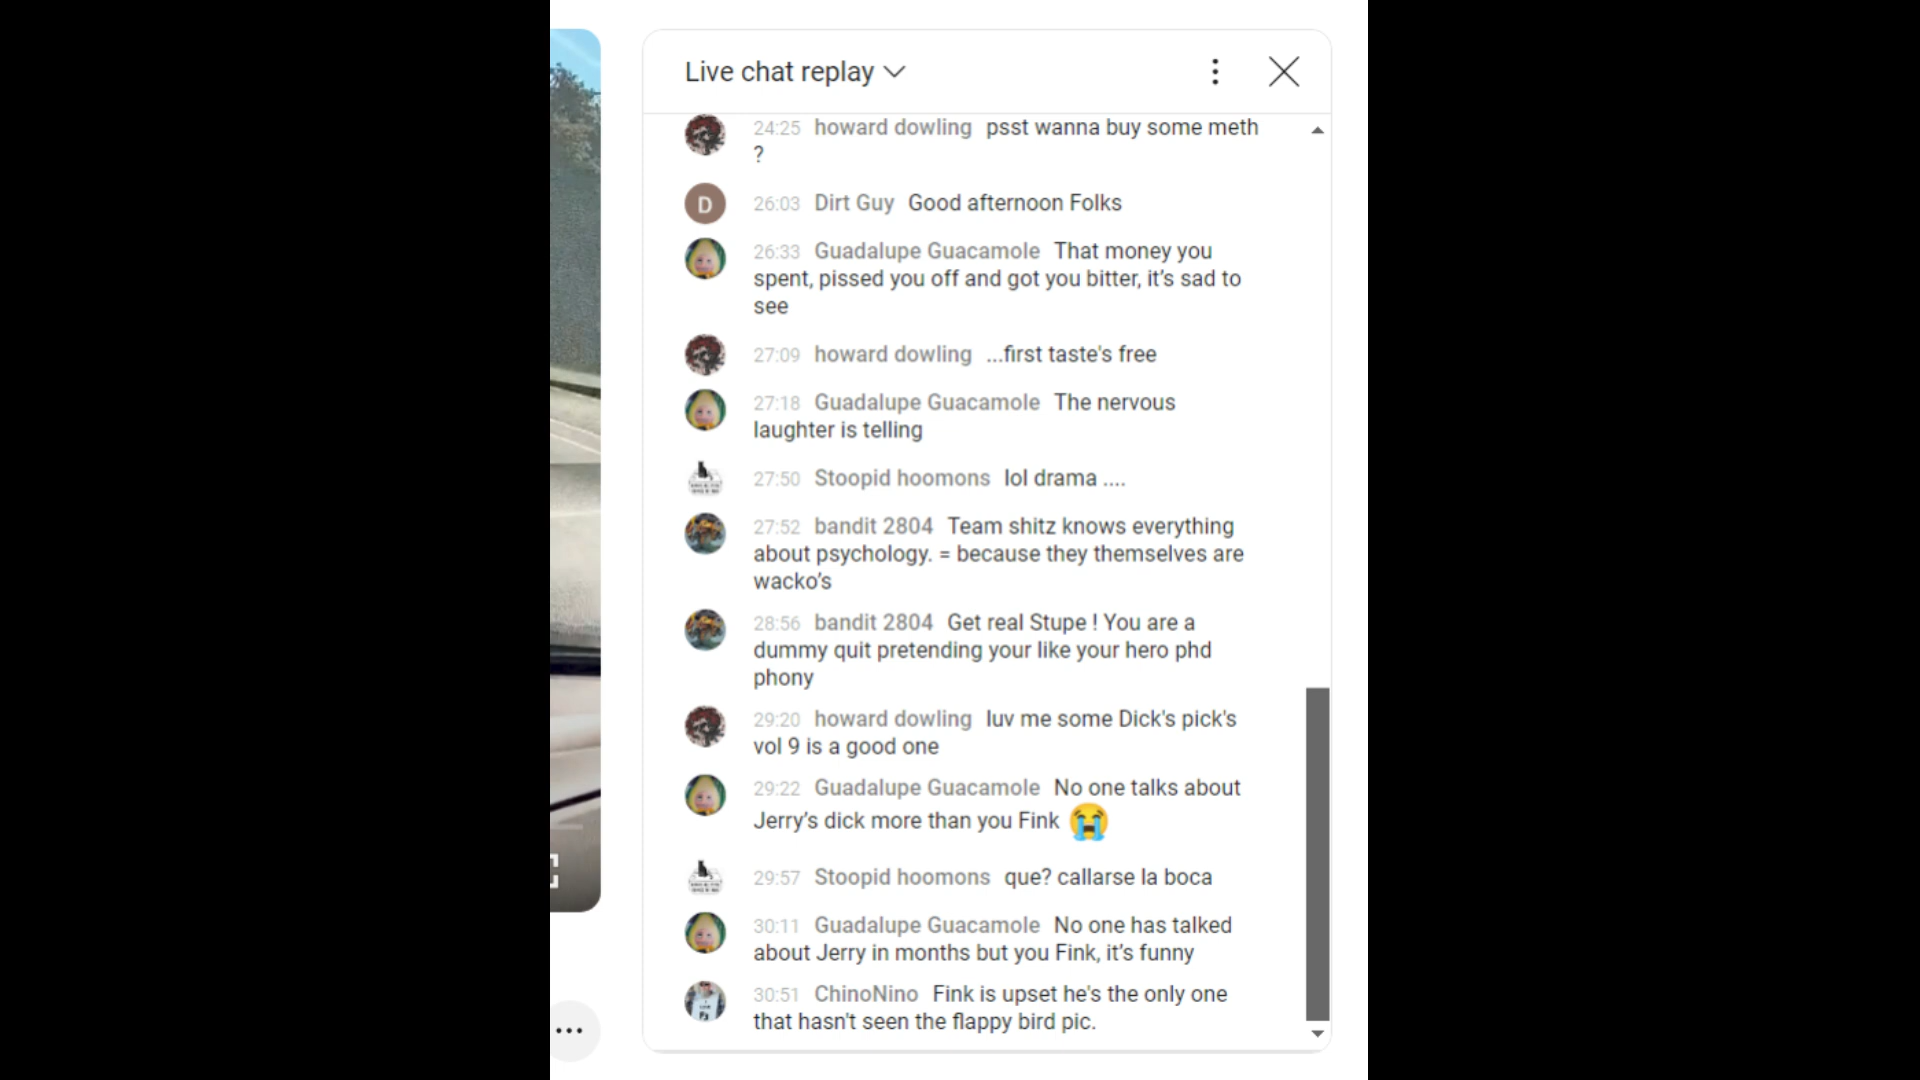 Live chat replay
24:25 howard dowling psst wanna buy some meth
?
D
26:03 Dirt Guy Good afternoon Folks
26:33 Guadalupe Guacamole That money you
spent, pissed you off and got you bitter, it’s sad to
see
27:09 howard dowling ...first taste's free
27:18 Guadalupe Guacamole The nervous
laughter is telling
27:50 Stoopid hoomons lol drama ....
27:52 bandit 2804 Team shitz knows everything
about psychology. = because they themselves are
wacko’s
28:56 bandit 2804 Get real Stupe ! You are a
dummy quit pretending your like your hero phd
phony
29:20 howard dowling luv me some Dick's pick's
vol 9 is a good one
29:22 Guadalupe Guacamole No one talks about
Jerry’s dick more than you Fink 😭
29:57 Stoopid hoomons que? callarse la boca
30:11 Guadalupe Guacamole No one has talked
about Jerry in months but you Fink, it’s funny
30:51 ChinoNino Fink is upset he's the only one
that hasn't seen the flappy bird pic.